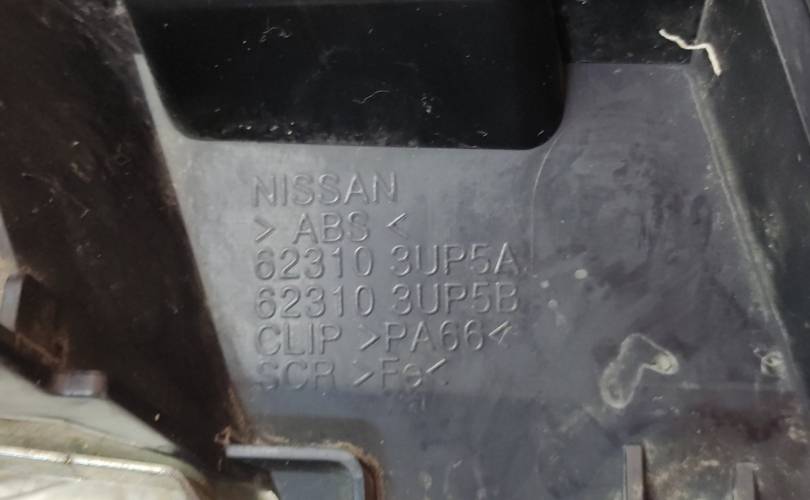 NISSAN
> ABS <
62310 3UP5A
62310 3UP5B
CLIP >PA66<
SCR >Fe<